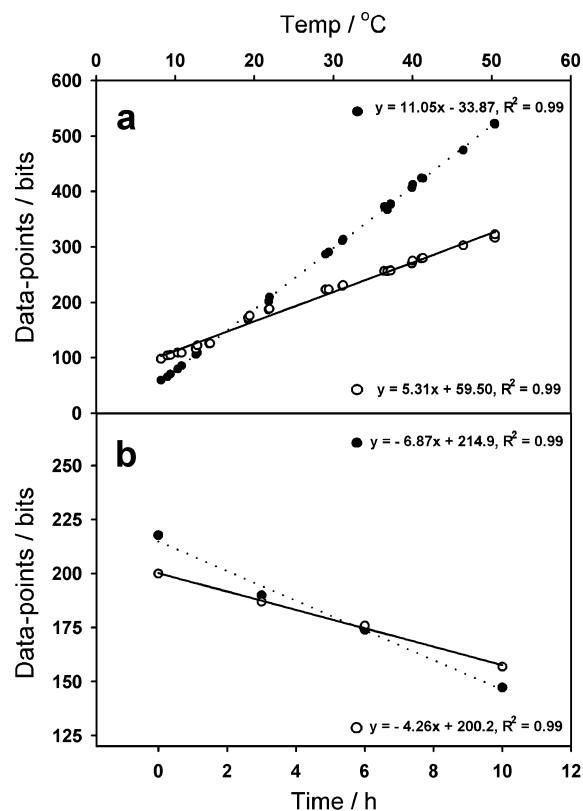 Temp / °C
0 10 20 30 40 50 60
600
a
y = 11.05x - 33.87, R² = 0.99
500
400
Data-points / bits
300
200
100
y = 5.31x + 59.50, R² = 0.99
0
b
y = - 6.87x + 214.9, R² = 0.99
250
225
Data-points / bits
200
175
150
125
y = - 4.26x + 200.2, R² = 0.99
0 2 4 6 8 10 12
Time / h